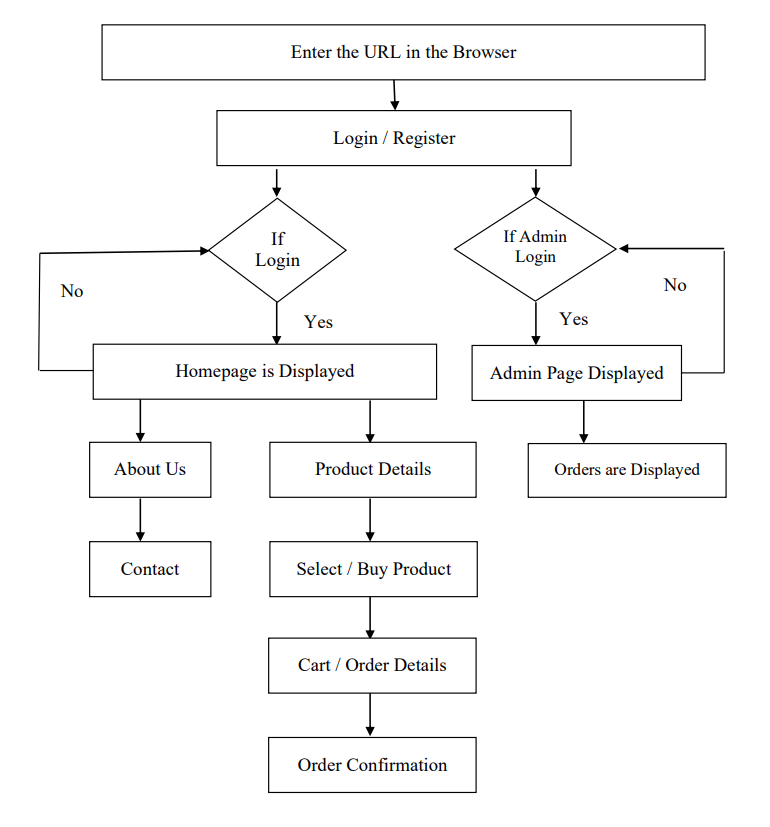 Enter the URL in the Browser
Login / Register
If
Login
If Admin
Login
No
No
Yes
Yes
Homepage is Displayed
Admin Page Displayed
About Us
Product Details
Orders are Displayed
Contact
Select / Buy Product
Cart / Order Details
Order Confirmation